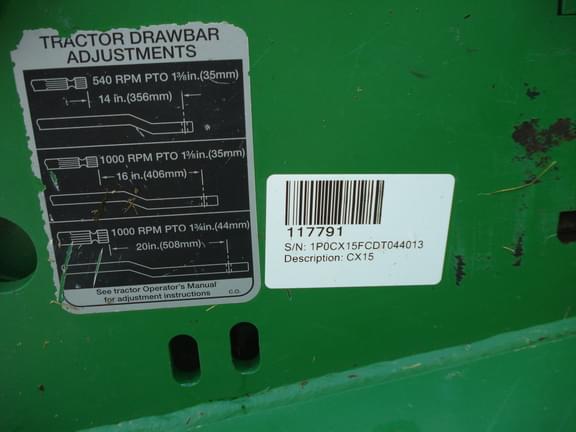 TRACTOR DRAWBAR
ADJUSTMENTS
540 RPM PTO 1⅜in.(35mm)
14 in.(356mm)
1000 RPM PTO 1⅜in.(35mm)
16 in.(406mm)
1000 RPM PTO 1¾in.(44mm)
20in.(508mm)
See tractor Operator's Manual
for adjustment instructions
C.O.
117791
S/N: 1P0CX15FCDT044013
Description: CX15